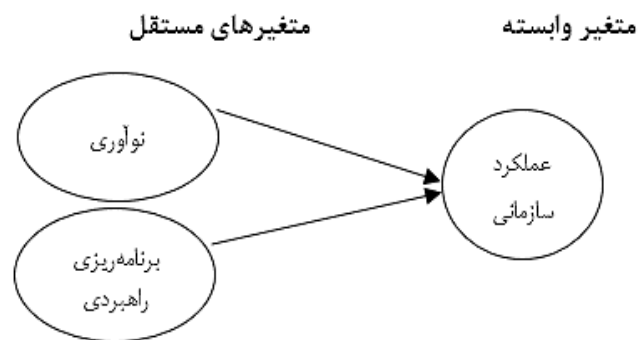 متغیر وابسته
متغیرهای مستقل
نوآوری
عملکرد
سازمانی
برنامه‌ریزی
راهبردی